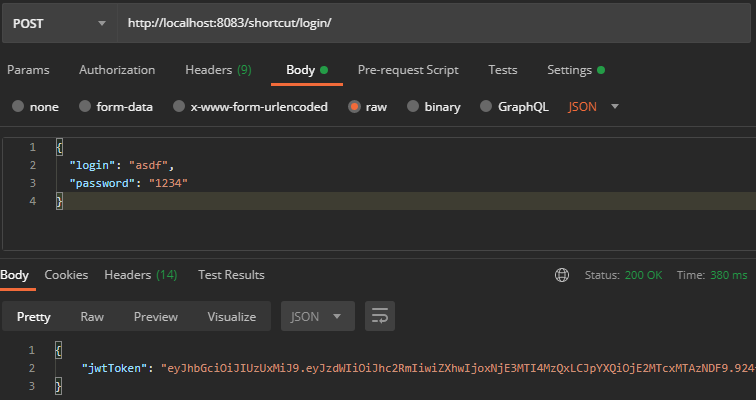 POST http://localhost:8083/shortcut/login/
Params Authorization Headers (9) Body Pre-request Script Tests Settings
none form-data x-www-form-urlencoded raw binary GraphQL JSON
1 {
2 "login": "asdf",
3 "password": "1234"
4 }
Body Cookies Headers (14) Test Results Status: 200 OK Time: 380 ms
Pretty Raw Preview Visualize JSON
1 {
2 "jwtToken": "eyJhbGciOiJIUzUxMiJ9.eyJzdWIiOiJhc2RmIiwiZXhwIjoxNjE3MTI4MzQxLCJpYXQiOjE2MTcxMTAzNDF9.924
3 }